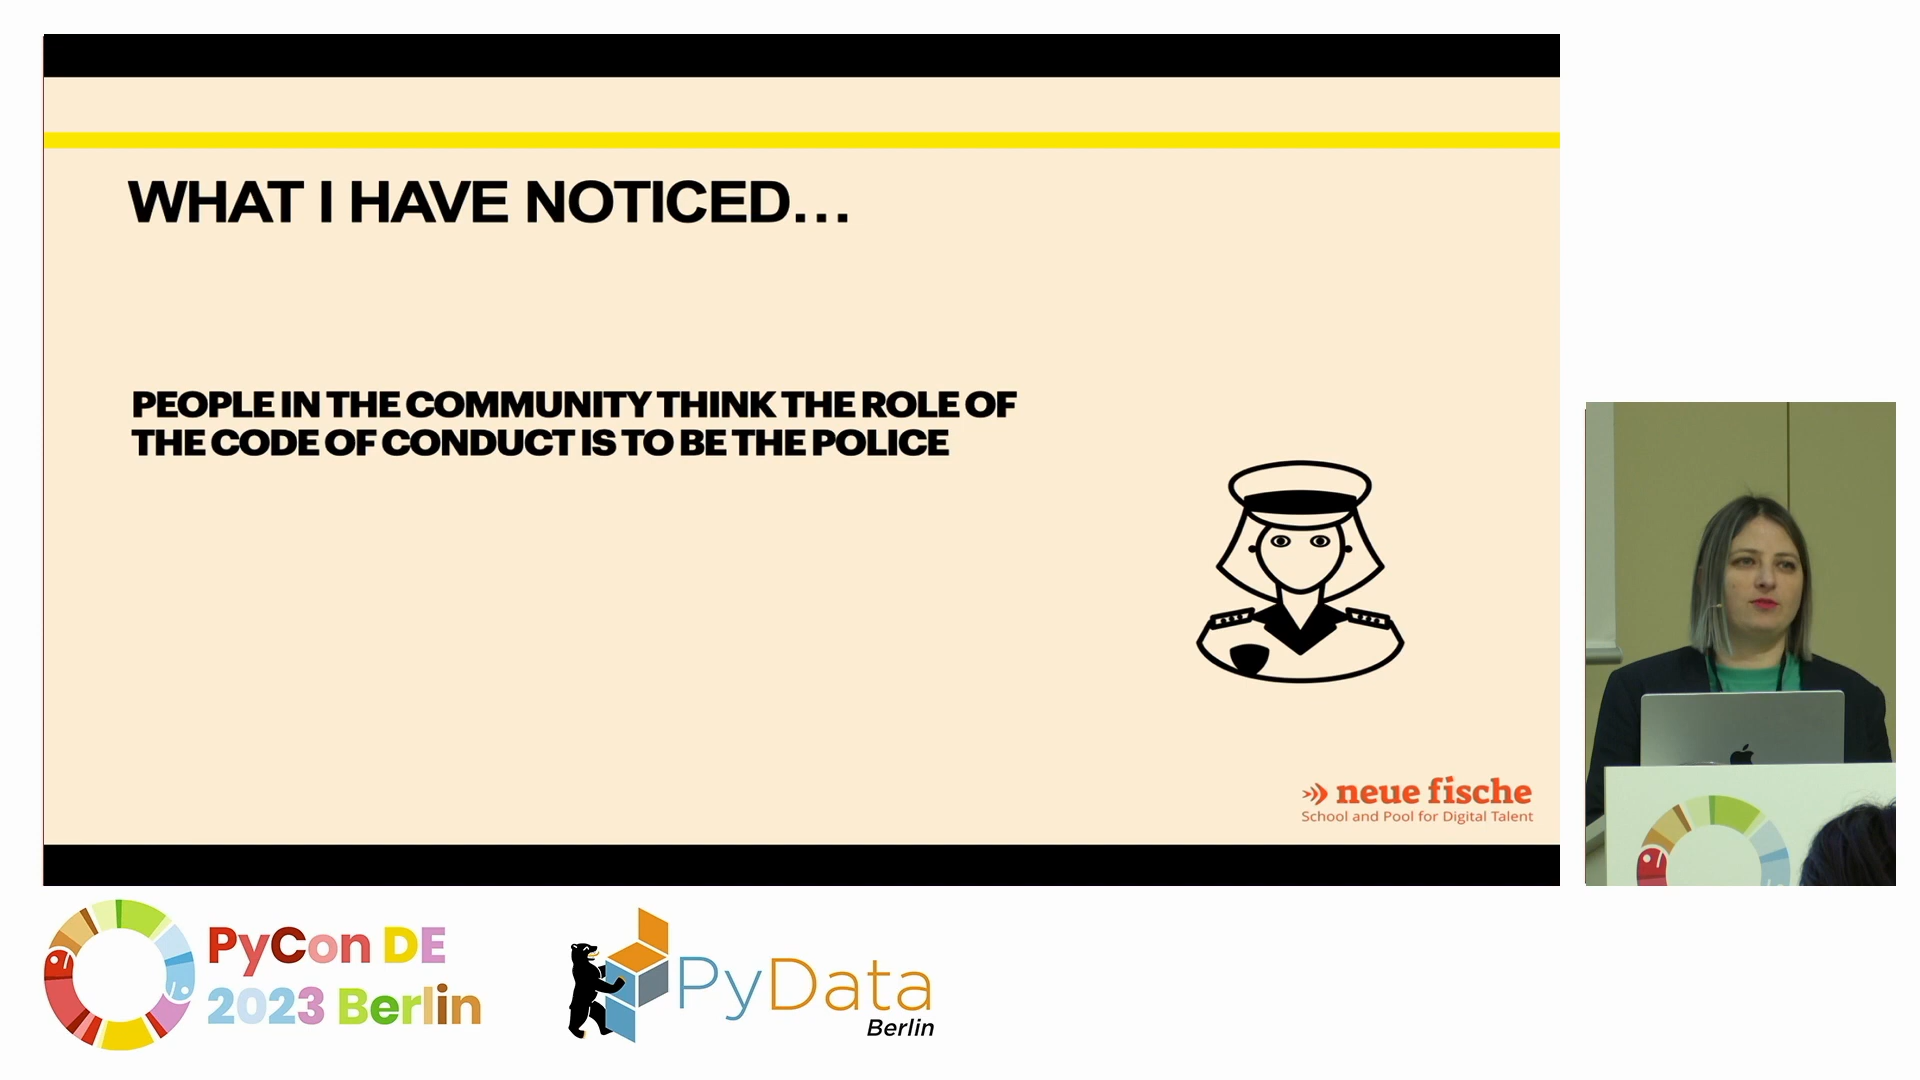 WHAT I HAVE NOTICED...
PEOPLE IN THE COMMUNITY THINK THE ROLE OF
THE CODE OF CONDUCT IS TO BE THE POLICE
neue fische
School and Pool for Digital Talent
PyCon DE
2023 Berlin
PyData
Berlin